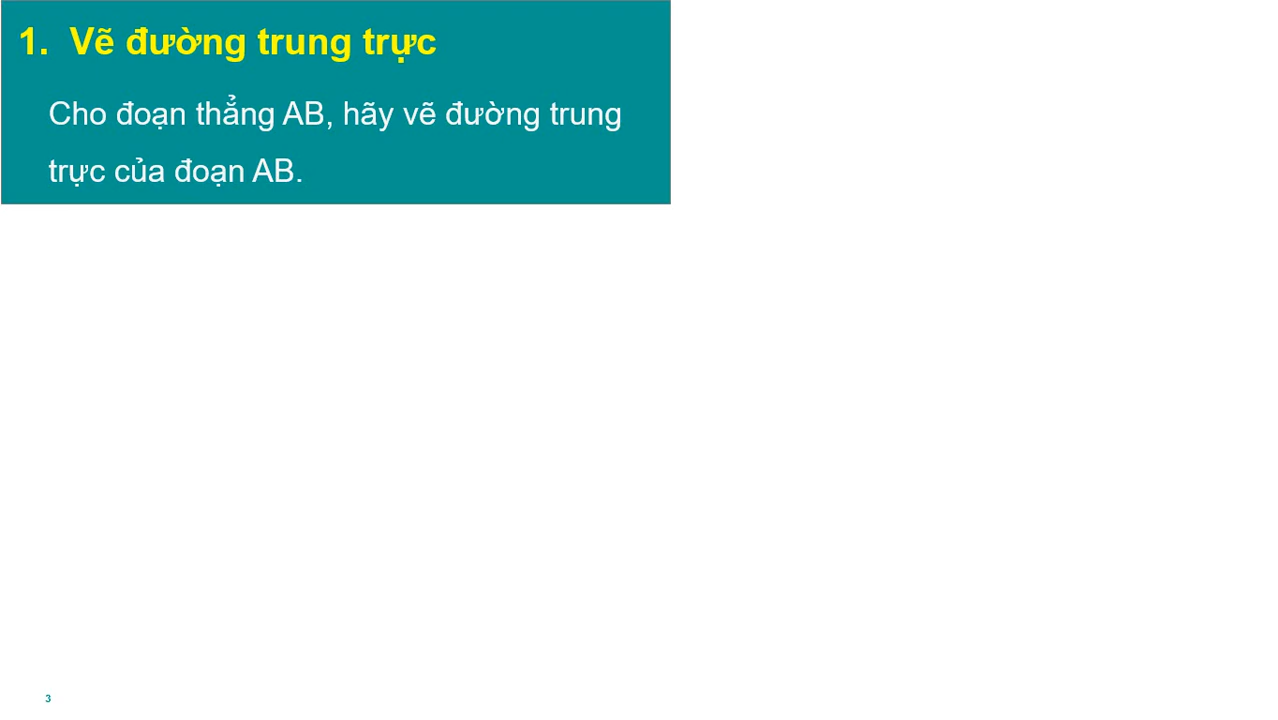 1. Vẽ đường trung trực
Cho đoạn thẳng AB, hãy vẽ đường trung
trực của đoạn AB.
3